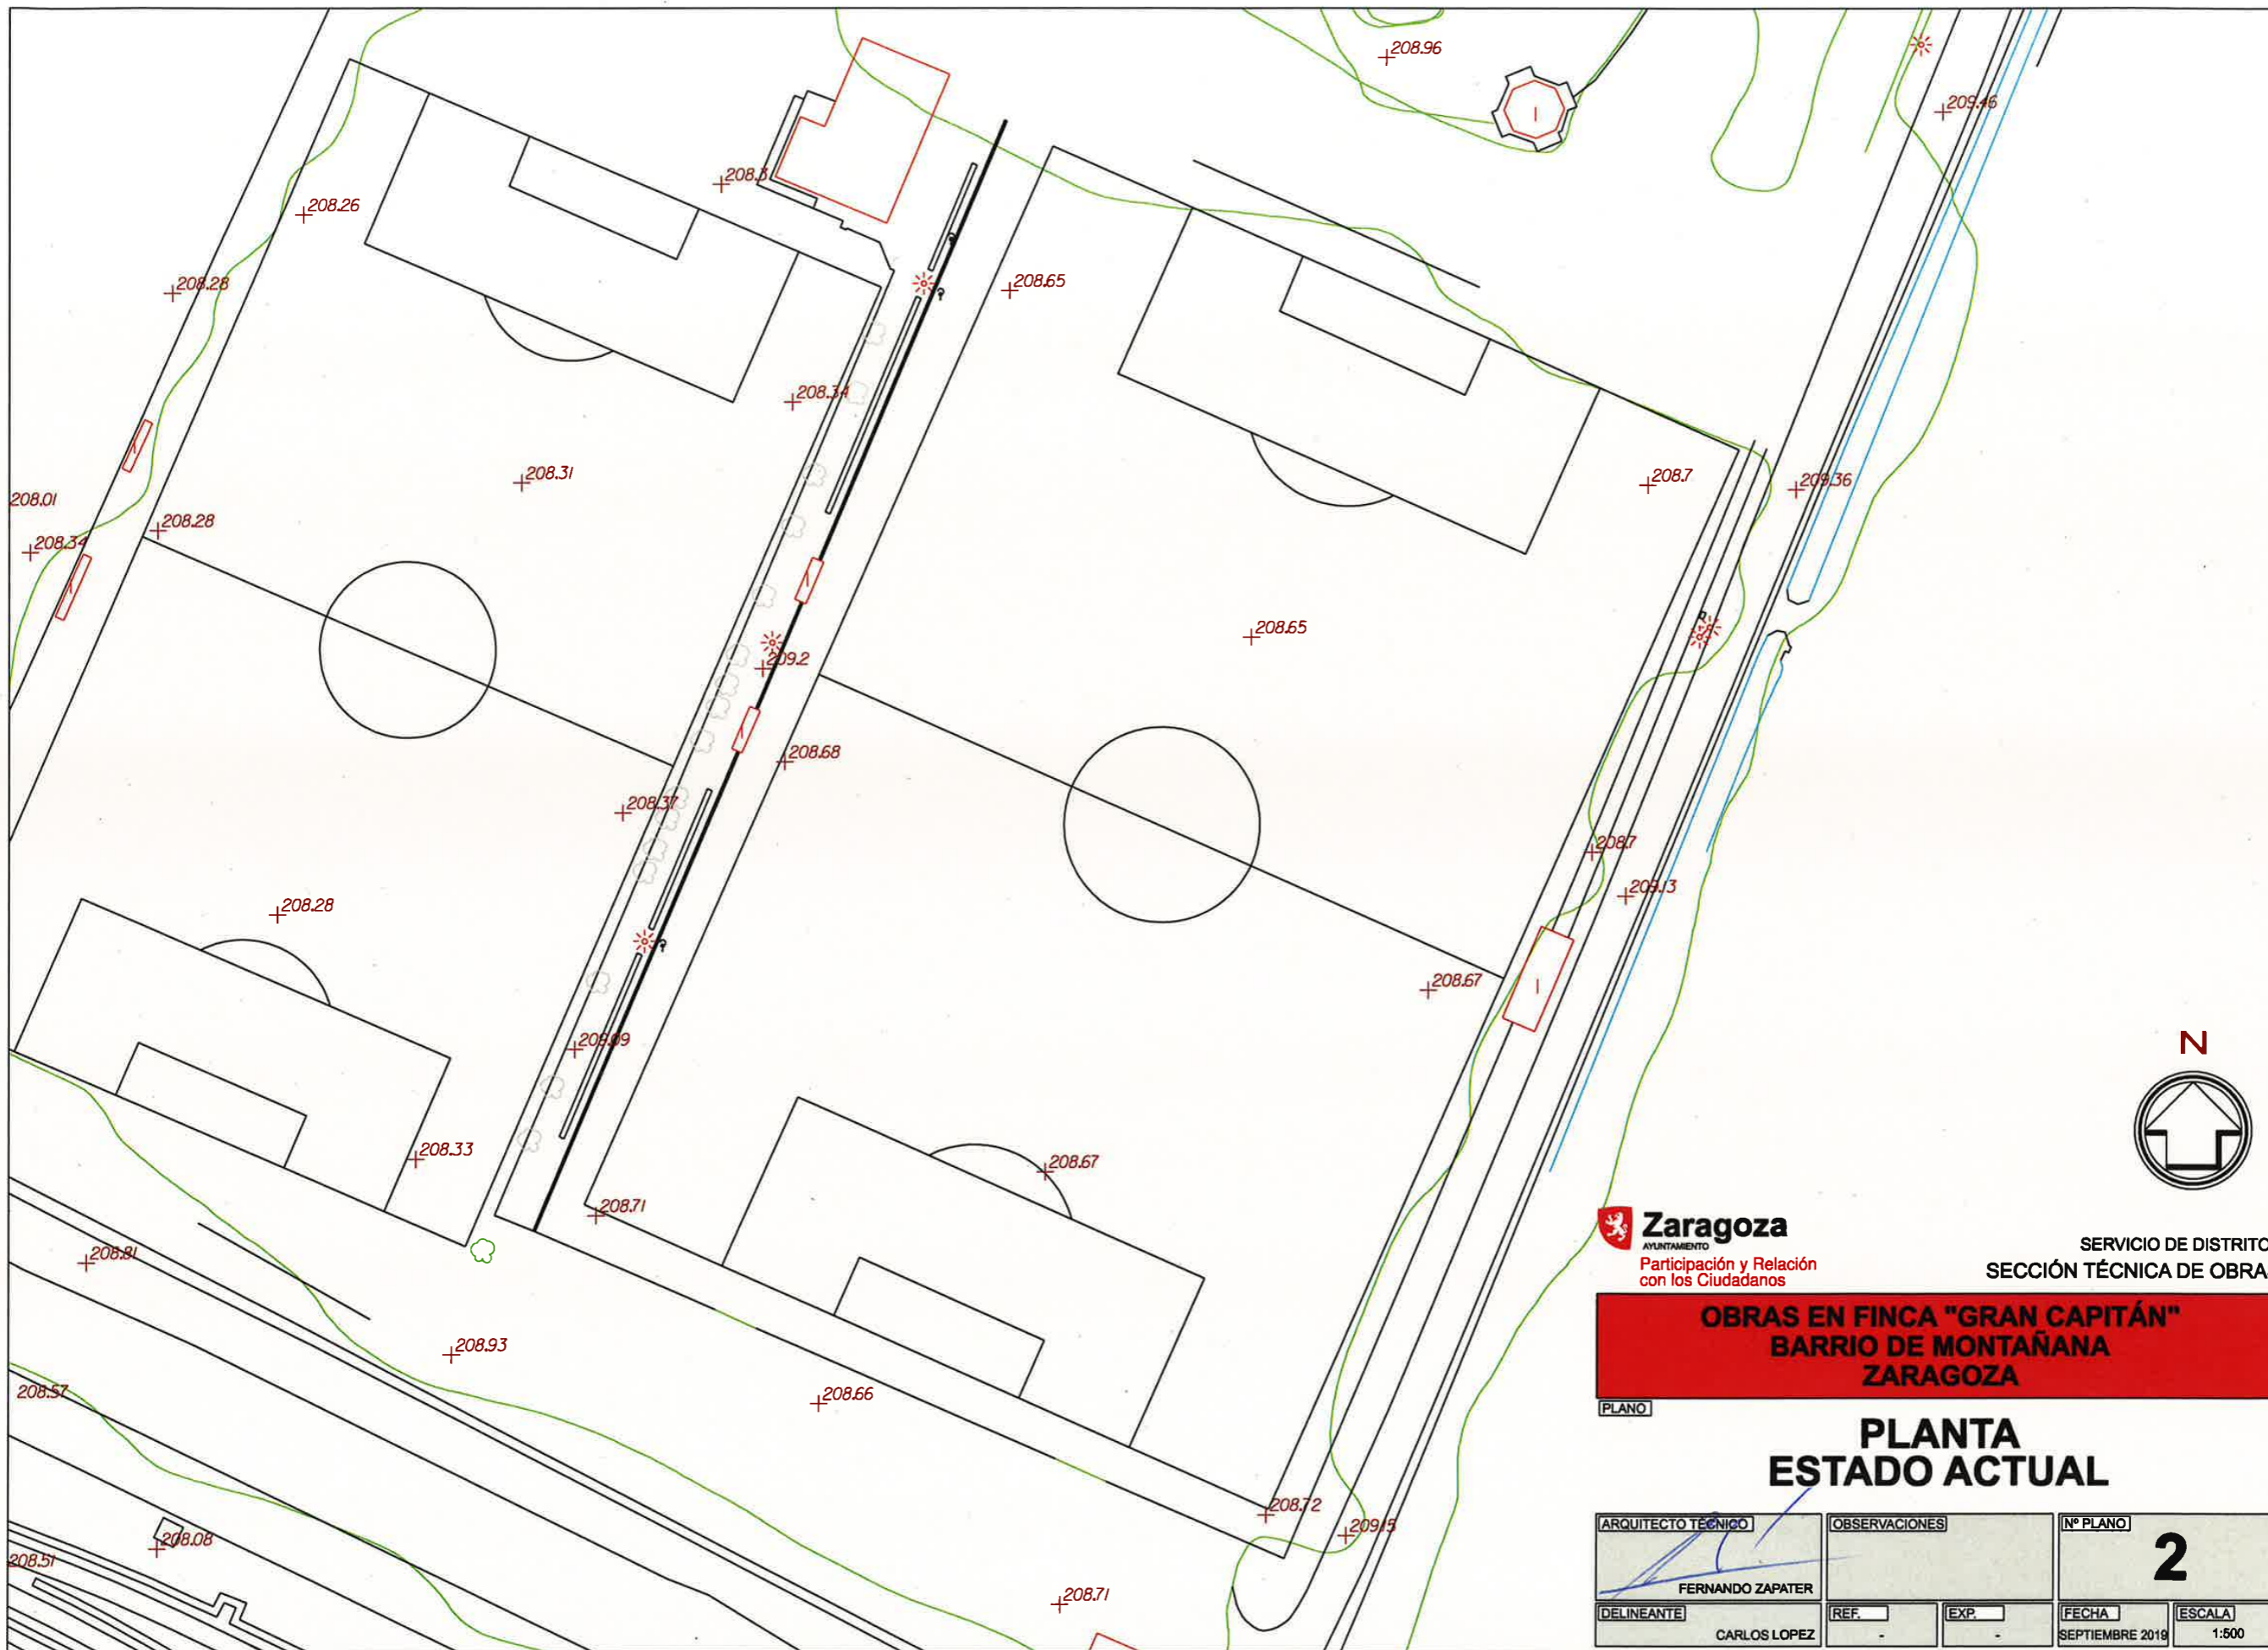 208.96
209.46
208.3
208.26
208.28
208.65
208.34
208.31
208.7
209.36
208.01
208.28
208.34
208.65
209.2
208.68
208.37
208.7
209.13
208.28
208.67
N
209.09
208.33
208.67
208.71
Zaragoza
AYUNTAMIENTO
Participación y Relación
con los Ciudadanos
SERVICIO DE DISTRITO
SECCIÓN TÉCNICA DE OBRA
208.81
OBRAS EN FINCA "GRAN CAPITÁN"
BARRIO DE MONTAÑANA
ZARAGOZA
208.93
208.57
208.66
PLANO
PLANTA
ESTADO ACTUAL
208.72
209.15
208.08
208.51
208.71
ARQUITECTO TÉCNICO
FERNANDO ZAPATER
OBSERVACIONES
Nº PLANO
2
DELINEANTE
CARLOS LOPEZ
REF.
-
EXP.
-
FECHA
SEPTIEMBRE 2019
ESCALA
1:500